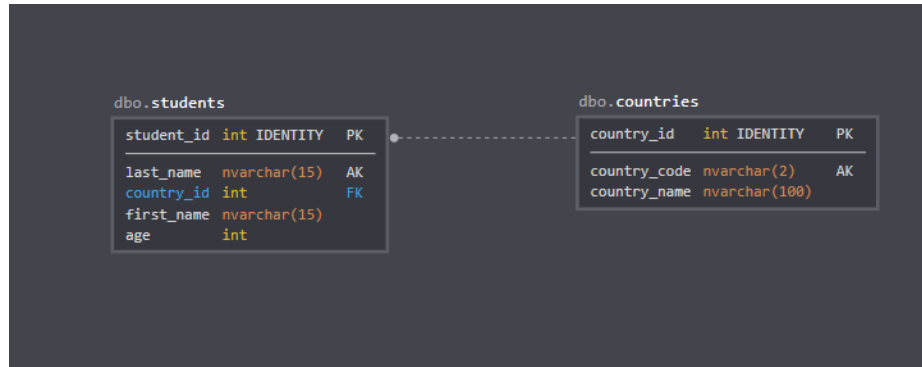 dbo.students
student_id int IDENTITY PK
last_name nvarchar(15) AK
country_id int FK
first_name nvarchar(15)
age int
dbo.countries
country_id int IDENTITY PK
country_code nvarchar(2) AK
country_name nvarchar(100)